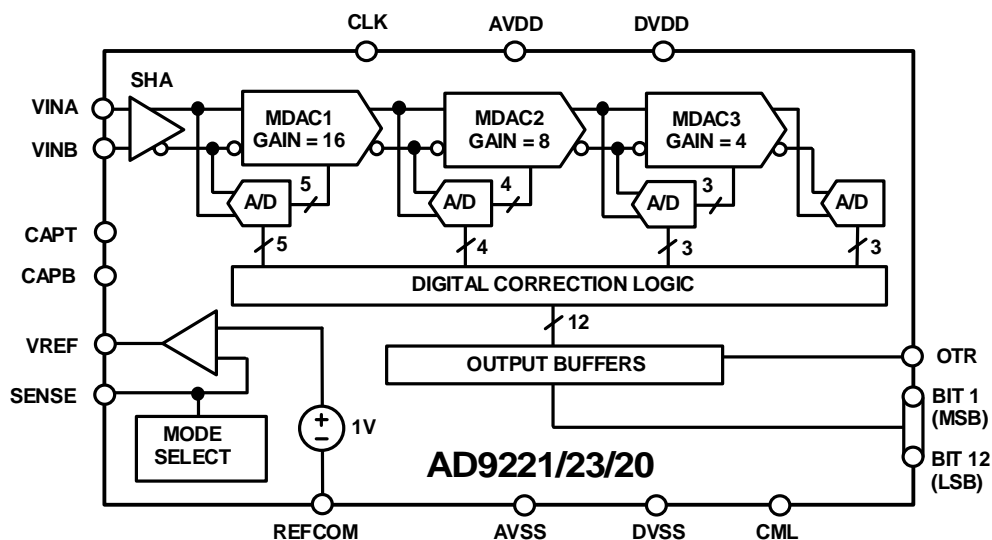 CLK
AVDD
DVDD
SHA
VINA
VINB
MDAC1
GAIN = 16
MDAC2
GAIN = 8
MDAC3
GAIN = 4
5
4
3
A/D
A/D
A/D
A/D
5
4
3
3
CAPT
CAPB
DIGITAL CORRECTION LOGIC
12
VREF
OUTPUT BUFFERS
OTR
SENSE
BIT 1
(MSB)
MODE
SELECT
+
−
1V
BIT 12
(LSB)
AD9221/23/20
REFCOM
AVSS
DVSS
CML